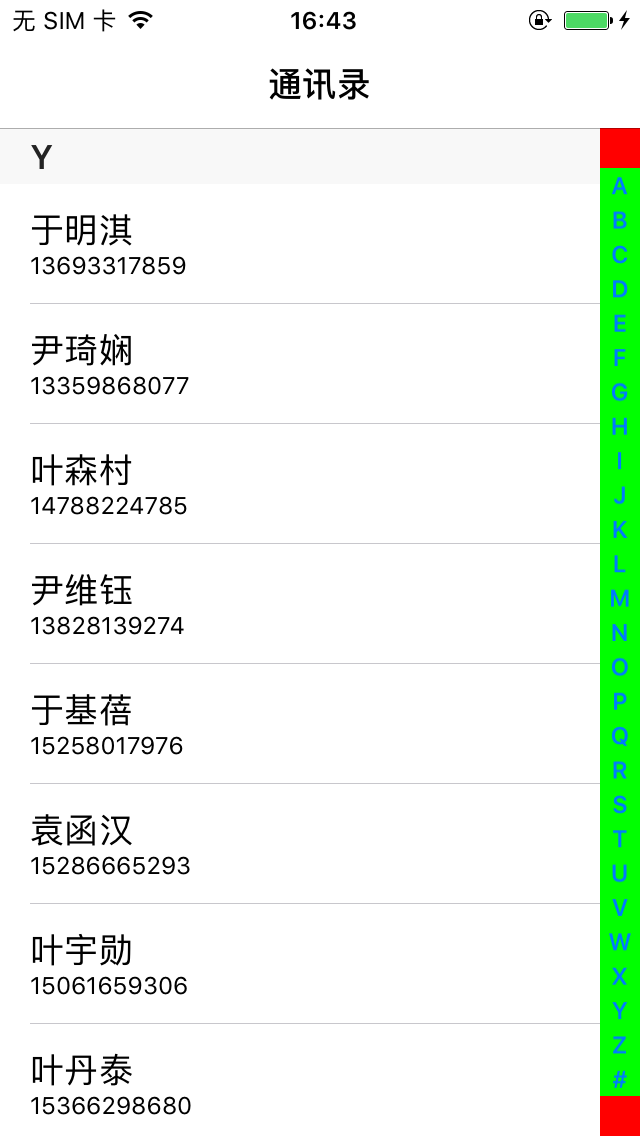 无 SIM 卡 16:43
通讯录
Y
于明淇
13693317859
尹琦娴
13359868077
叶森村
14788224785
尹维钰
13828139274
于基蓓
15258017976
袁函汉
15286665293
叶宇勋
15061659306
叶丹泰
15366298680
A
B
C
D
E
F
G
H
I
J
K
L
M
N
O
P
Q
R
S
T
U
V
W
X
Y
Z
#